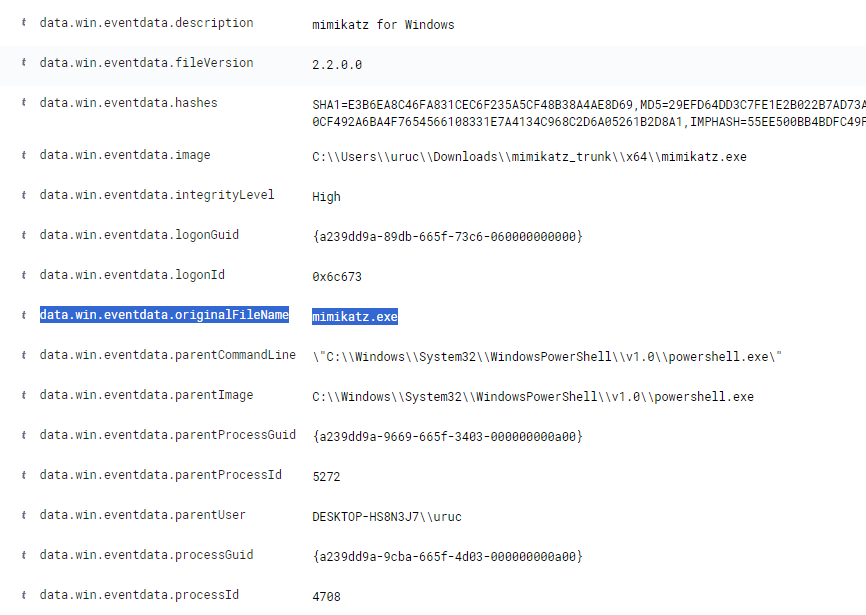 t data.win.eventdata.description mimikatz for Windows
t data.win.eventdata.fileVersion 2.2.0.0
t data.win.eventdata.hashes SHA1=E3B6EA8C46FA831CEC6F235A5CF48B38A4AE8D69,MD5=29EFD64DD3C7FE1E2B022B7AD73A
0CF492A6BA4F7654566108331E7A4134C968C2D6A05261B2D8A1,IMPHASH=55EE500BB4BDFC49F
t data.win.eventdata.image C:\\Users\\uruc\\Downloads\\mimikatz_trunk\\x64\\mimikatz.exe
t data.win.eventdata.integrityLevel High
t data.win.eventdata.logonGuid {a239dd9a-89db-665f-73c6-060000000000}
t data.win.eventdata.logonId 0x6c673
t data.win.eventdata.originalFileName mimikatz.exe
t data.win.eventdata.parentCommandLine \"C:\\Windows\\System32\\WindowsPowerShell\\v1.0\\powershell.exe\"
t data.win.eventdata.parentImage C:\\Windows\\System32\\WindowsPowerShell\\v1.0\\powershell.exe
t data.win.eventdata.parentProcessGuid {a239dd9a-9669-665f-3403-000000000a00}
t data.win.eventdata.parentProcessId 5272
t data.win.eventdata.parentUser DESKTOP-HS8N3J7\\uruc
t data.win.eventdata.processGuid {a239dd9a-9cba-665f-4d03-000000000a00}
t data.win.eventdata.processId 4708